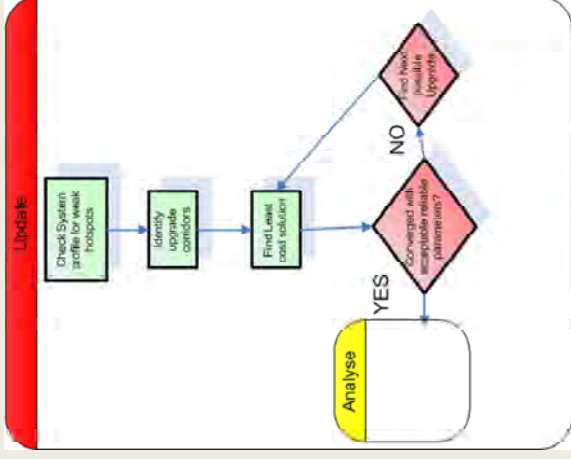 Update
Check System
profile for weak
hotspots
Identify
upgrade
corridors
Find Least
cost solution
Converged with
acceptable reliable
parameters?
NO
Find Next
possible
Upgrade
YES
Analyse